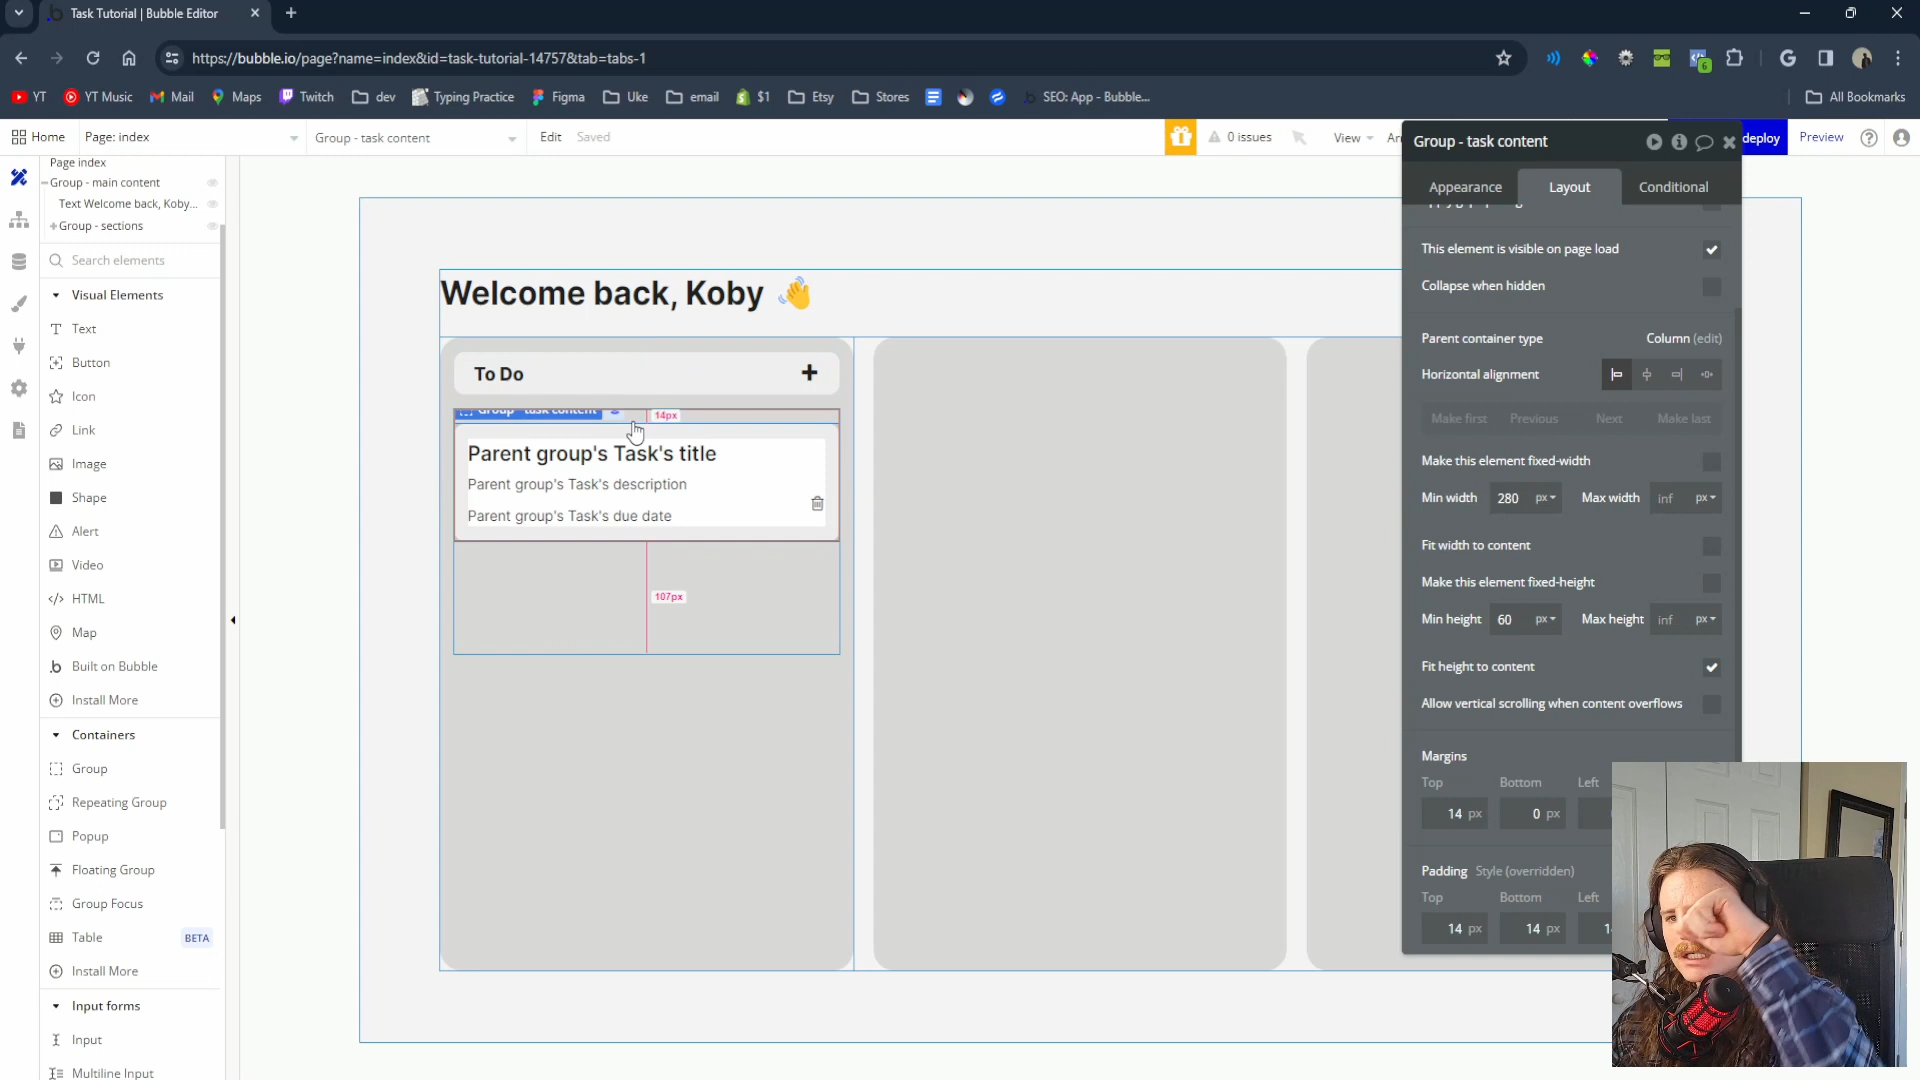 Task Tutorial | Bubble Editor
https://bubble.io/page?name=index&id=task-tutorial-14757&tab=tabs-1
6
YT
YT Music
Mail
Maps
Twitch
dev
Typing Practice
Figma
Uke
email
$1
Etsy
Stores
SEO: App - Bubble...
All Bookmarks
Home
Page: index
Group - task content
Edit
Saved
0 issues
View
deploy
Preview
Page index
Group - main content
Text Welcome back, Koby...
Group - sections
Search elements
Visual Elements
Text
Button
Icon
Link
Image
Shape
Alert
Video
HTML
Map
Built on Bubble
Install More
Containers
Group
Repeating Group
Popup
Floating Group
Group Focus
Table BETA
Install More
Input forms
Input
Multiline Input
Welcome back, Koby 👋
To Do
Group - task content
14px
Parent group's Task's title
Parent group's Task's description
Parent group's Task's due date
107px
Group - task content
Appearance
Layout
Conditional
This element is visible on page load
Collapse when hidden
Parent container type Column (edit)
Horizontal alignment
Make first Previous Next Make last
Make this element fixed-width
Min width 280 px Max width inf px
Fit width to content
Make this element fixed-height
Min height 60 px Max height inf px
Fit height to content
Allow vertical scrolling when content overflows
Margins
Top Bottom Left
14 px 0 px
Padding Style (overridden)
Top Bottom Left
14 px 14 px